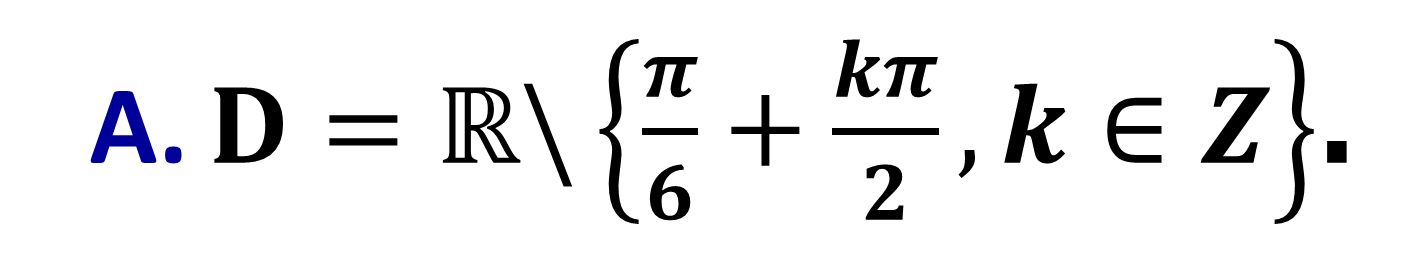 A. D = ℝ\{π/6 + kπ/2, k ∈ Z}.